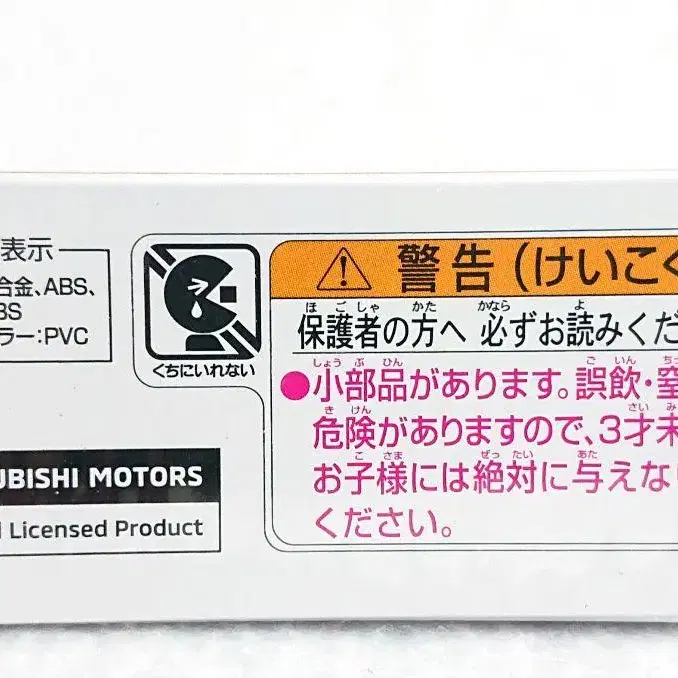 表示
合金、ABS、
BS
ラー:PVC
くちにいれない
UBISHI MOTORS
Licensed Product
警告(けいこく
ほごしゃ かた かなら よ
保護者の方へ 必ずお読みくだ
しょう ぶ ひん ご いん ちっ
●小部品があります。誤飲・窒
き けん さい み
危険がありますので、3才未
こ さま ぜっ たい あた
お子様には絶対に与えな
ください。